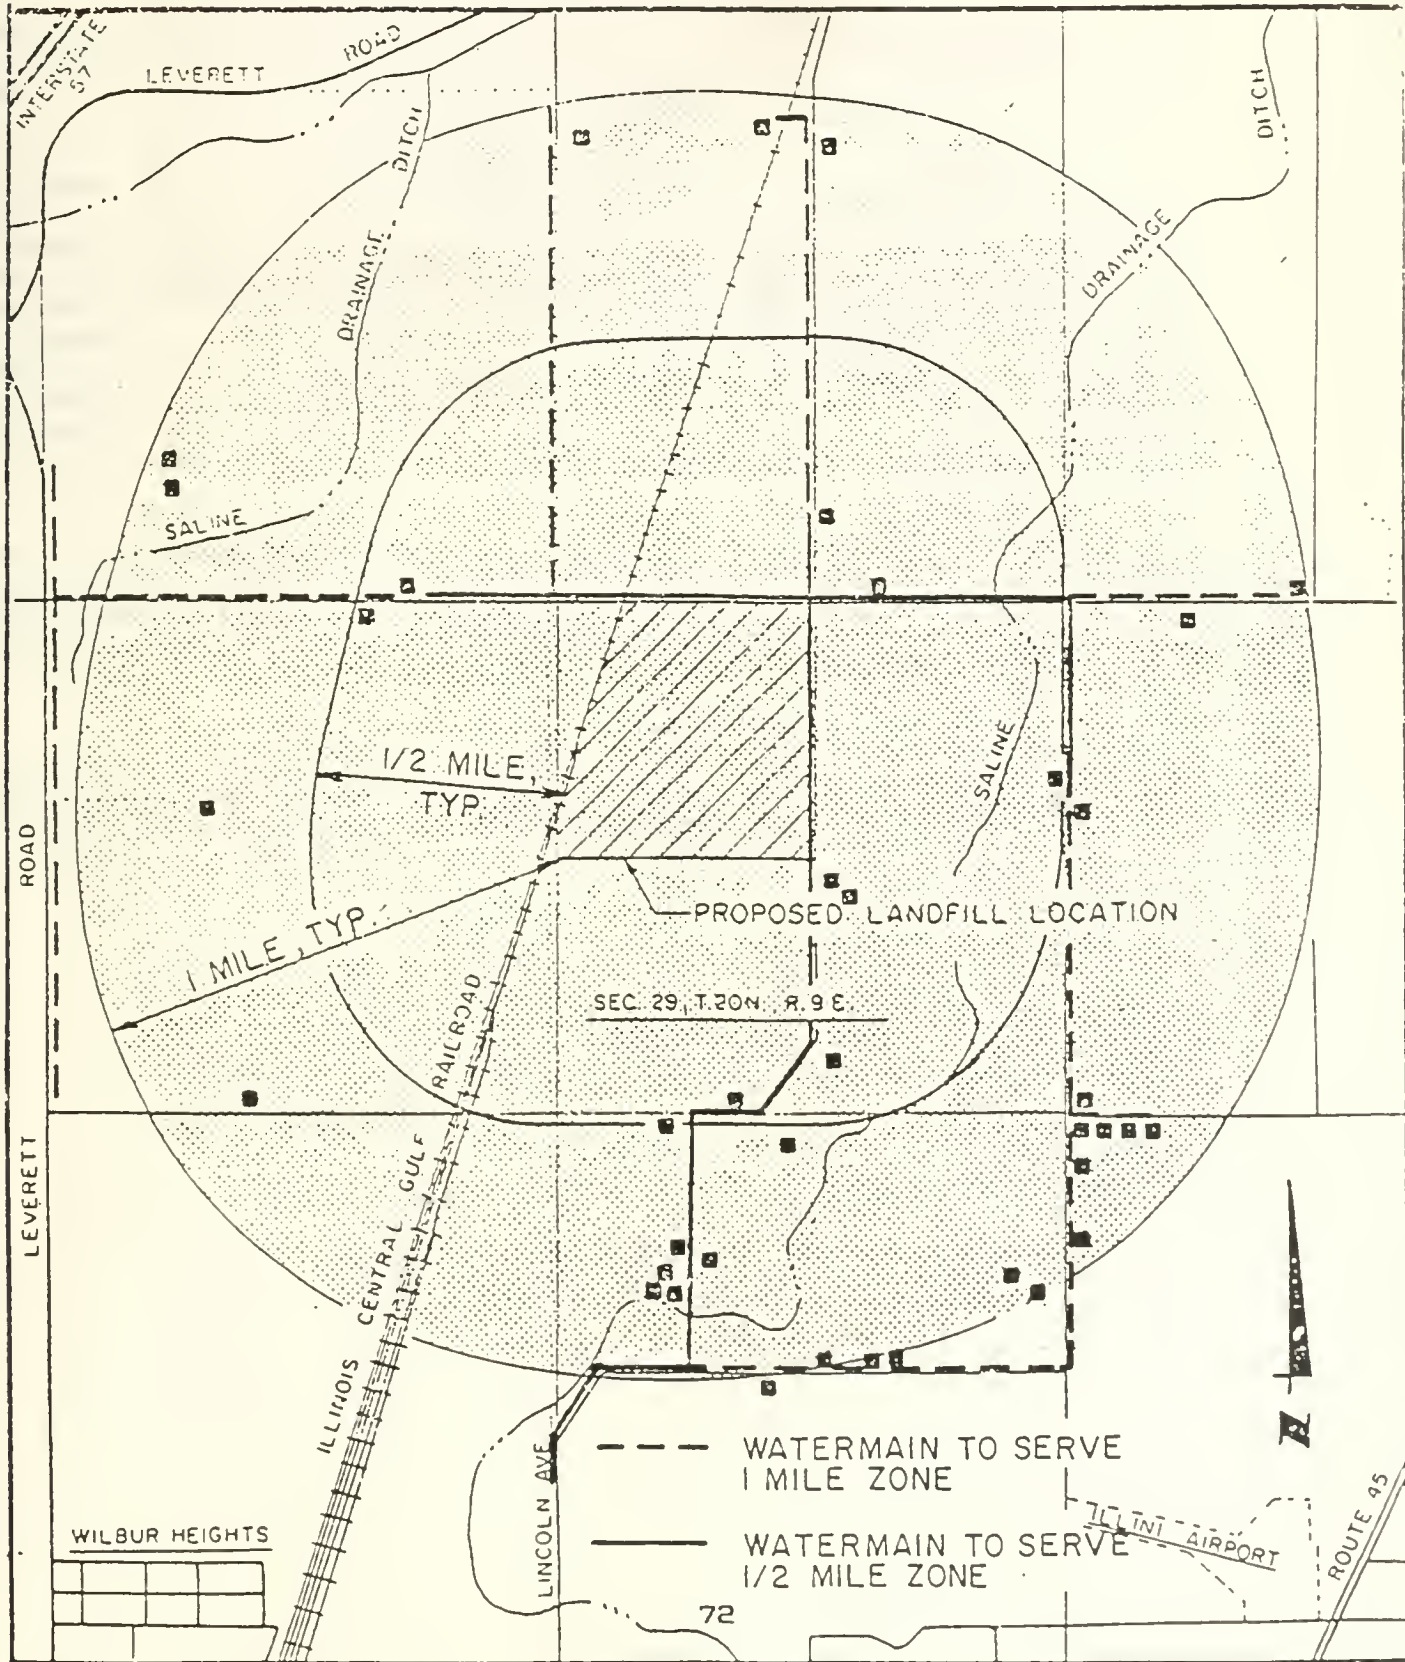 INTERSTATE
57
LEVERETT ROAD
DRAINAGE DITCH
DRAINAGE DITCH
SALINE
1/2 MILE,
TYP.
SALINE
ROAD
LEVERETT
PROPOSED LANDFILL LOCATION
1 MILE, TYP.
SEC. 29, T.20N., R.9 E.
ILLINOIS CENTRAL GULF RAILROAD
LINCOLN AVE.
WATERMAIN TO SERVE
1 MILE ZONE
N
WATERMAIN TO SERVE
1/2 MILE ZONE
ILLINI AIRPORT
ROUTE 45
WILBUR HEIGHTS
72